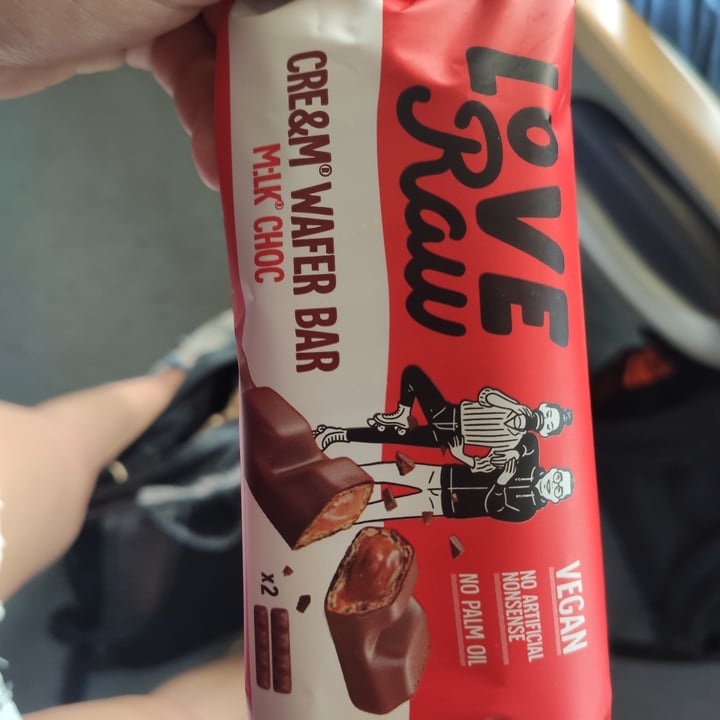 LOVE
Raw
CRE&M® WAFER BAR
M:LK® CHOC
VEGAN
NO ARTIFICIAL
NONSENSE
NO PALM OIL
x2